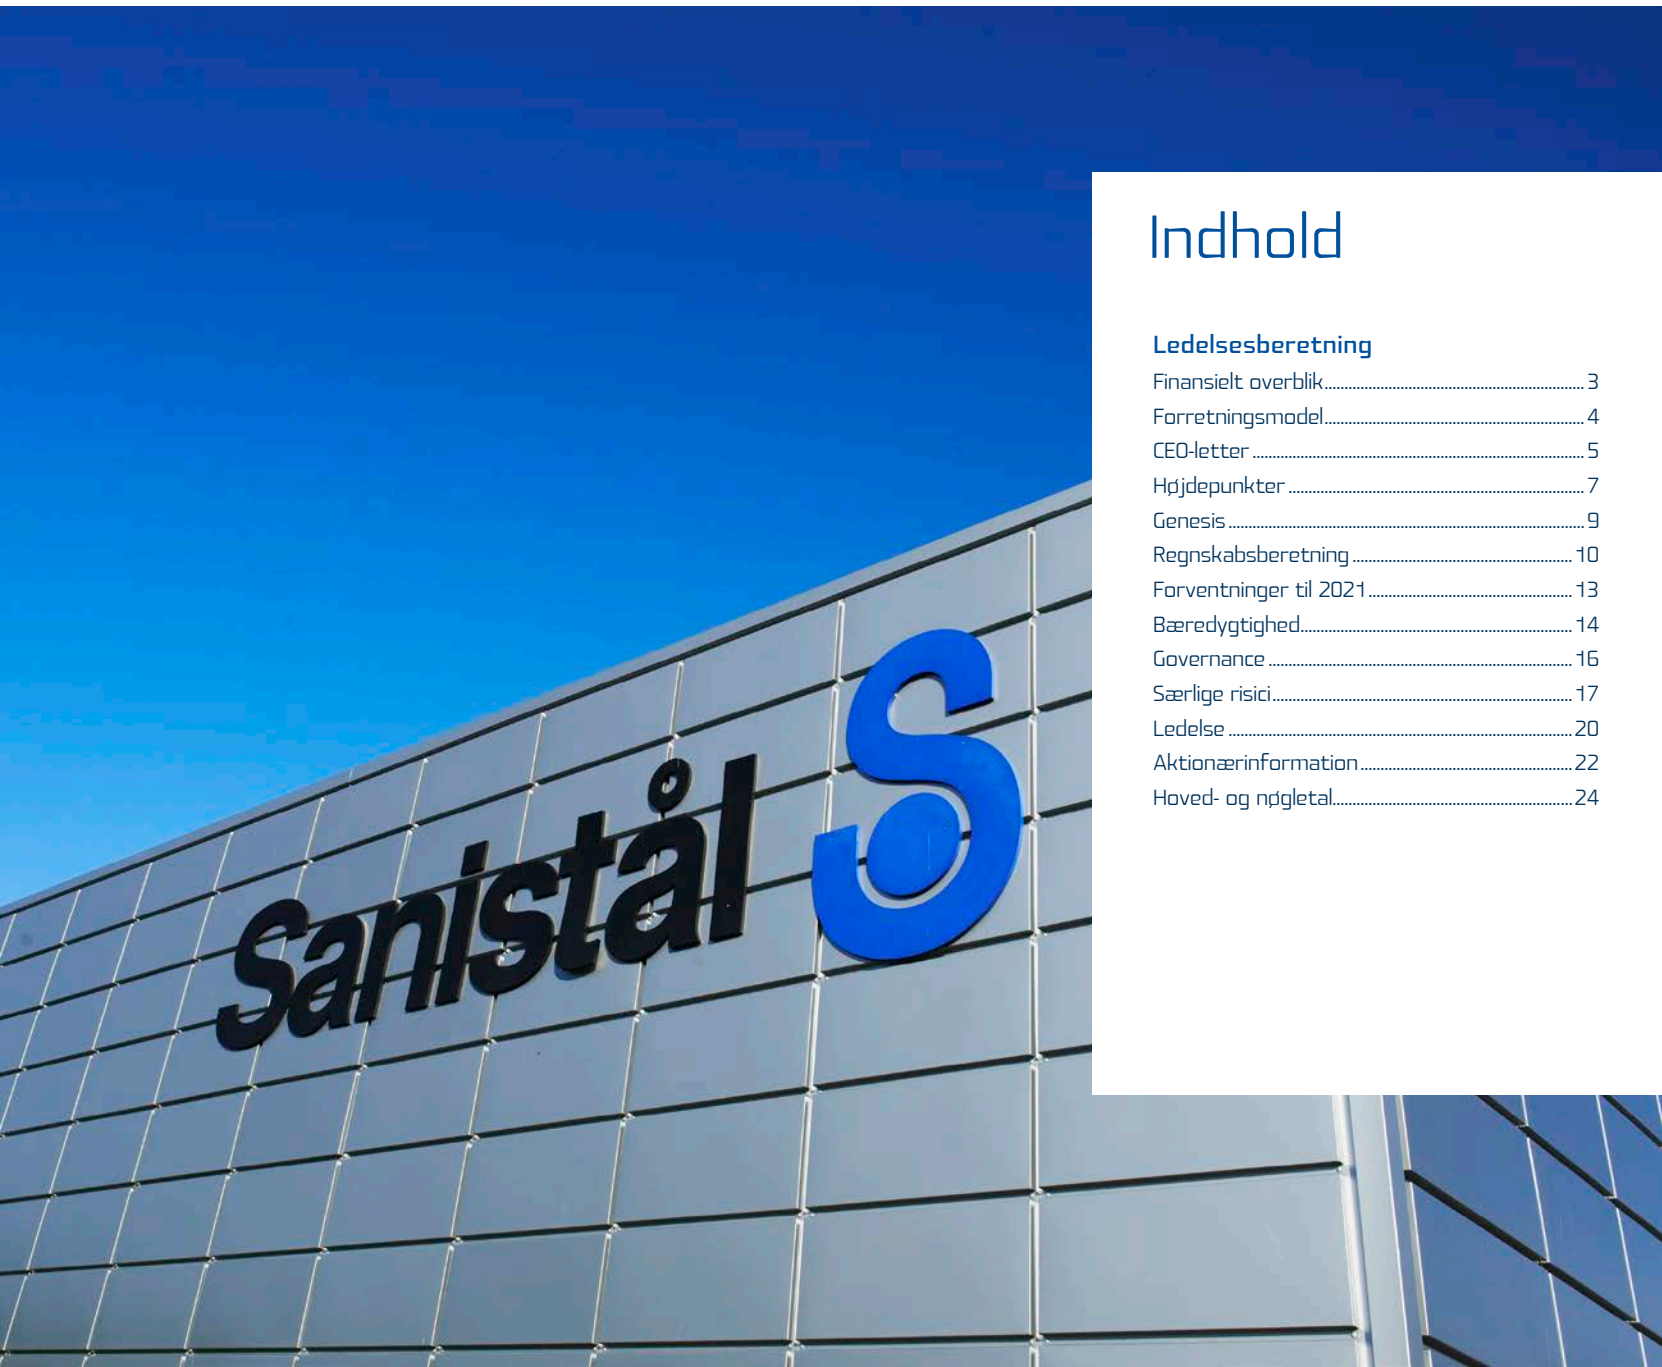 Indhold
Ledelsesberetning
Finansielt overblik 3
Forretningsmodel 4
CEO-letter 5
Højdepunkter 7
Genesis 9
Regnskabsberetning 10
Forventninger til 2021 13
Bæredygtighed 14
Governance 16
Særlige risici 17
Ledelse 20
Aktionærinformation 22
Hoved- og nøgletal 24
Sanistål